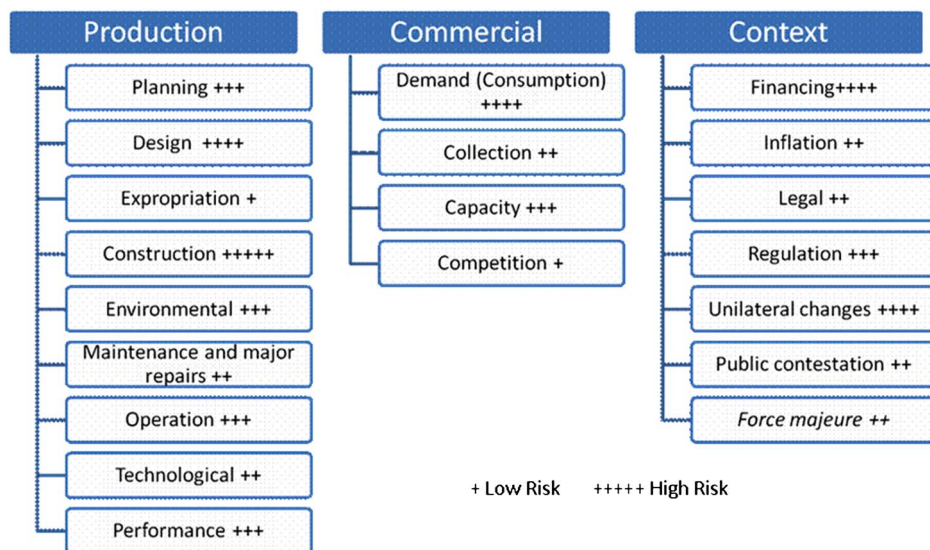 Production
Planning +++
Design ++++
Expropriation +
Construction +++++
Environmental +++
Maintenance and major
repairs ++
Operation +++
Technological ++
Performance +++
Commercial
Demand (Consumption)
++++
Collection ++
Capacity +++
Competition +
Context
Financing++++
Inflation ++
Legal ++
Regulation +++
Unilateral changes ++++
Public contestation ++
Force majeure ++
+ Low Risk +++++ High Risk